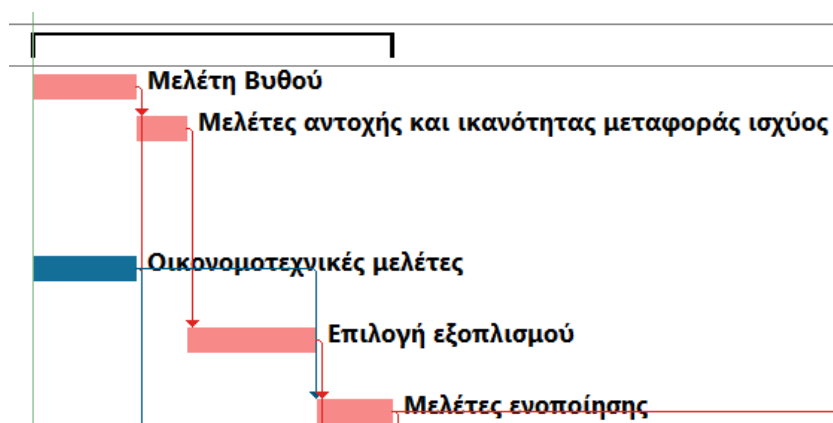 Μελέτη Βυθού
Μελέτες αντοχής και ικανότητας μεταφοράς ισχύος
Οικονομοτεχνικές μελέτες
Επιλογή εξοπλισμού
Μελέτες ενοποίησης